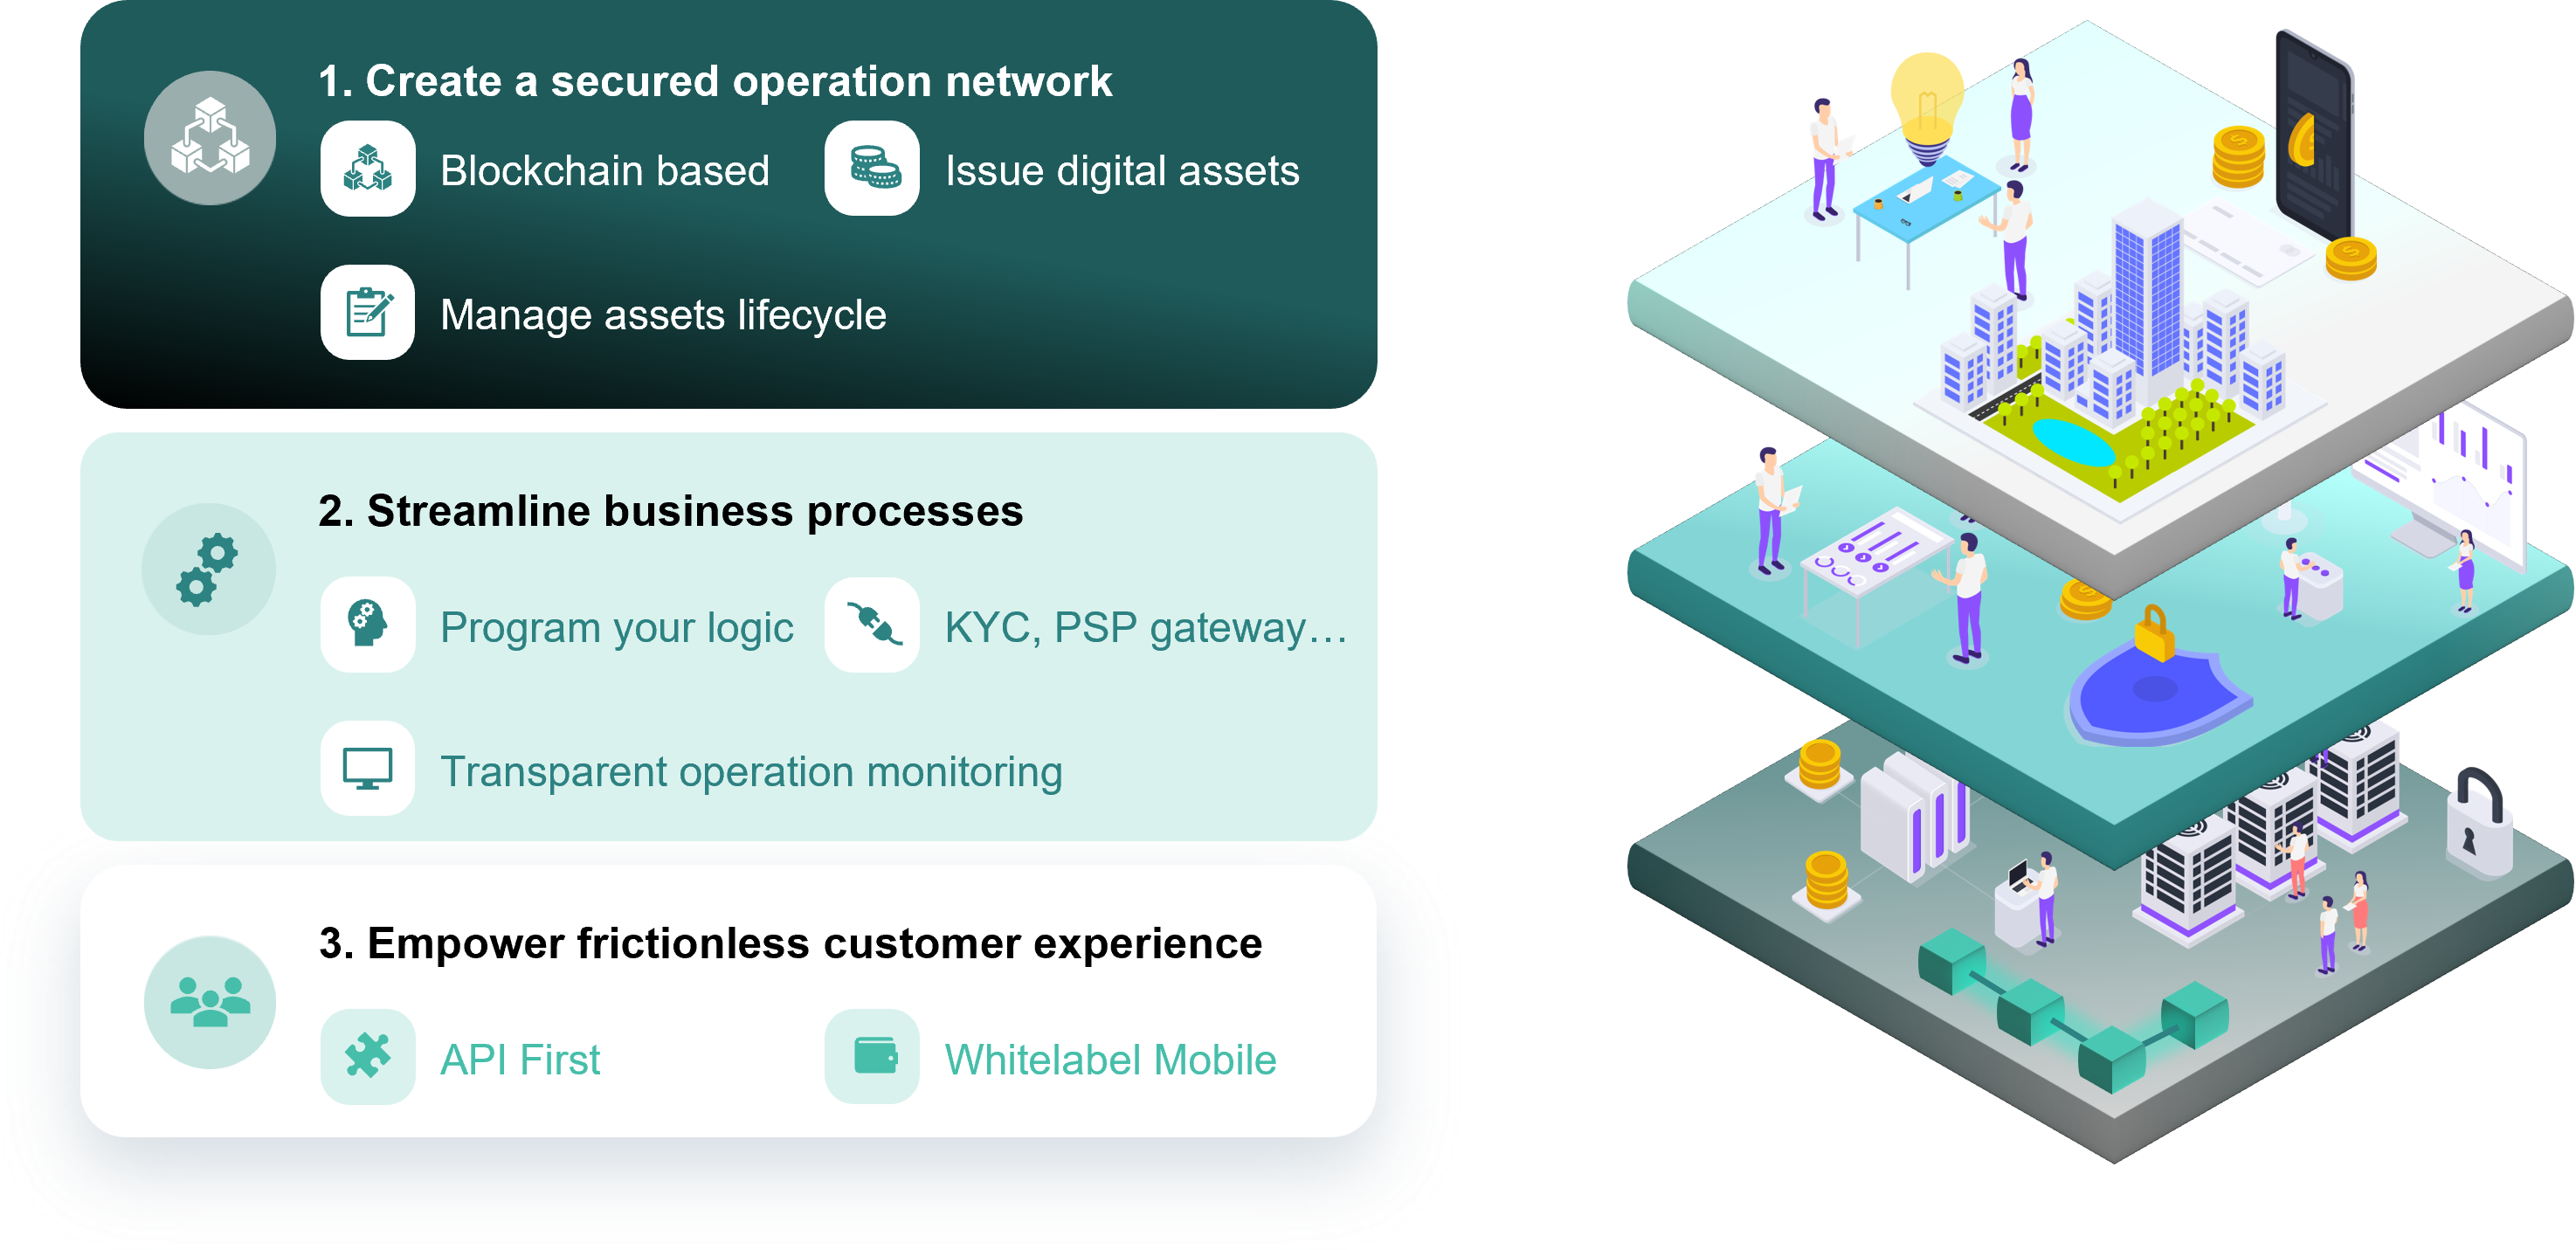 1. Create a secured operation network
Blockchain based
Issue digital assets
Manage assets lifecycle
2. Streamline business processes
Program your logic
KYC, PSP gateway…
Transparent operation monitoring
3. Empower frictionless customer experience
API First
Whitelabel Mobile